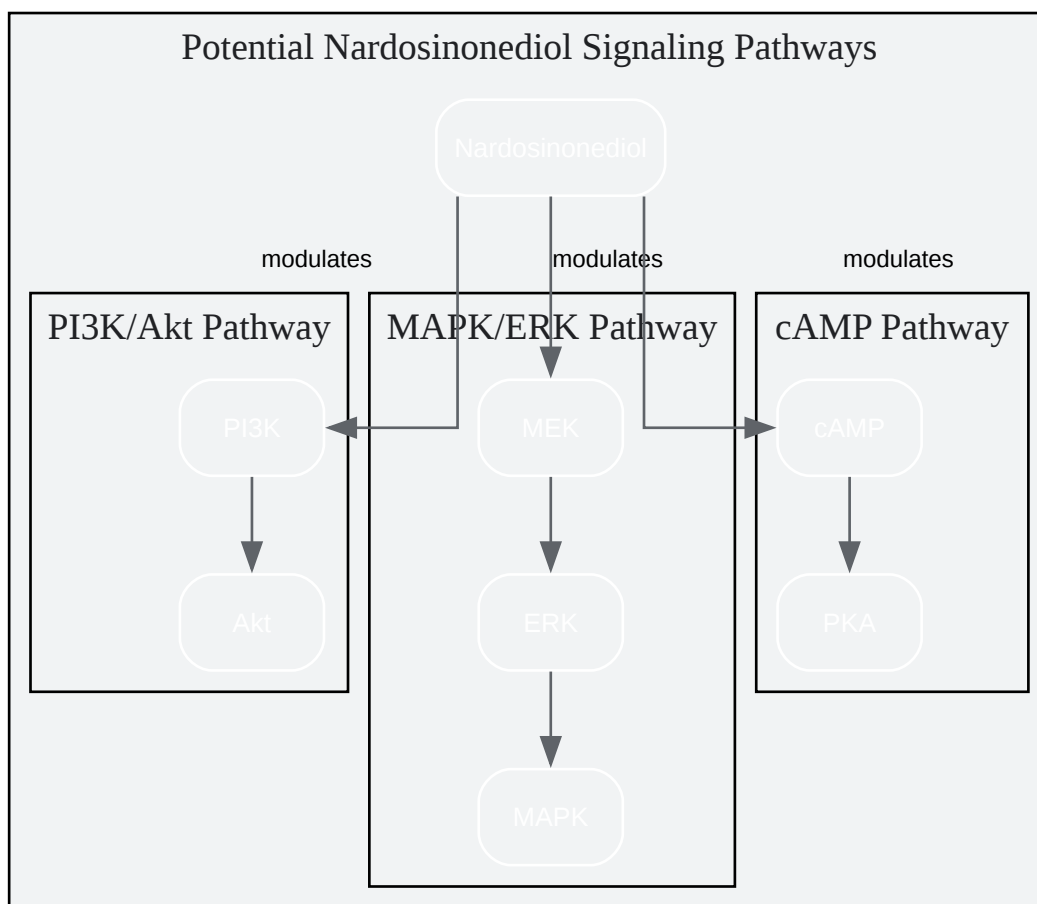 Potential Nardosinonediol Signaling Pathways
Nardosinonediol
modulates
modulates
modulates
PI3K/Akt Pathway
MAPK/ERK Pathway
cAMP Pathway
PI3K
MEK
cAMP
Akt
ERK
PKA
MAPK